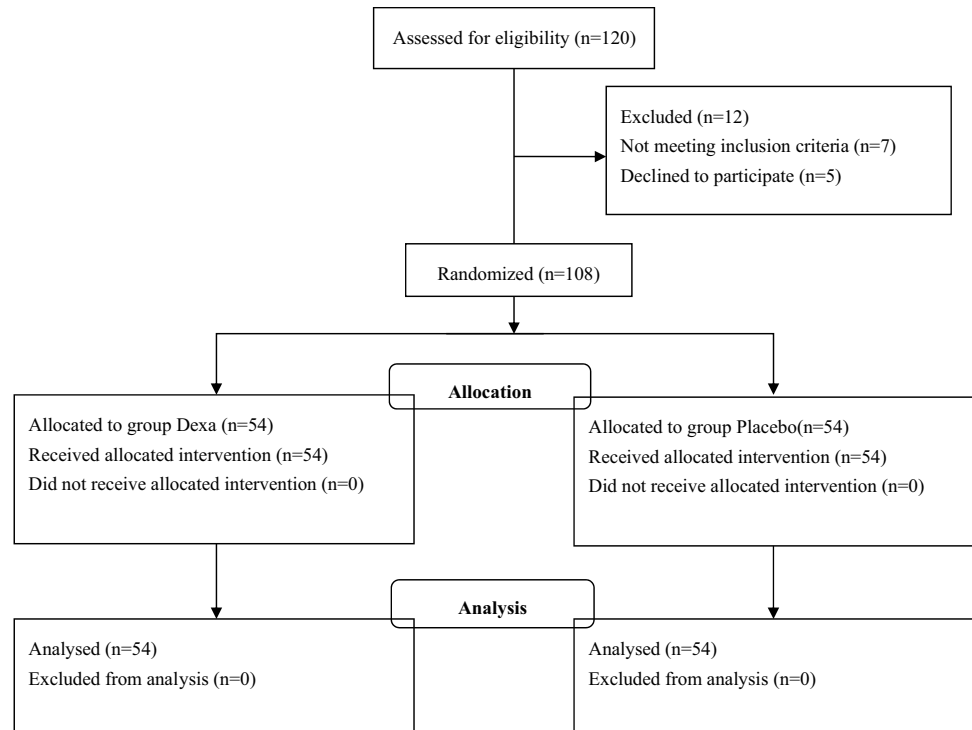 Assessed for eligibility (n=120)
Excluded (n=12)
Not meeting inclusion criteria (n=7)
Declined to participate (n=5)
Randomized (n=108)
Allocation
Allocated to group Dexa (n=54)
Received allocated intervention (n=54)
Did not receive allocated intervention (n=0)
Allocated to group Placebo(n=54)
Received allocated intervention (n=54)
Did not receive allocated intervention (n=0)
Analysis
Analysed (n=54)
Excluded from analysis (n=0)
Analysed (n=54)
Excluded from analysis (n=0)